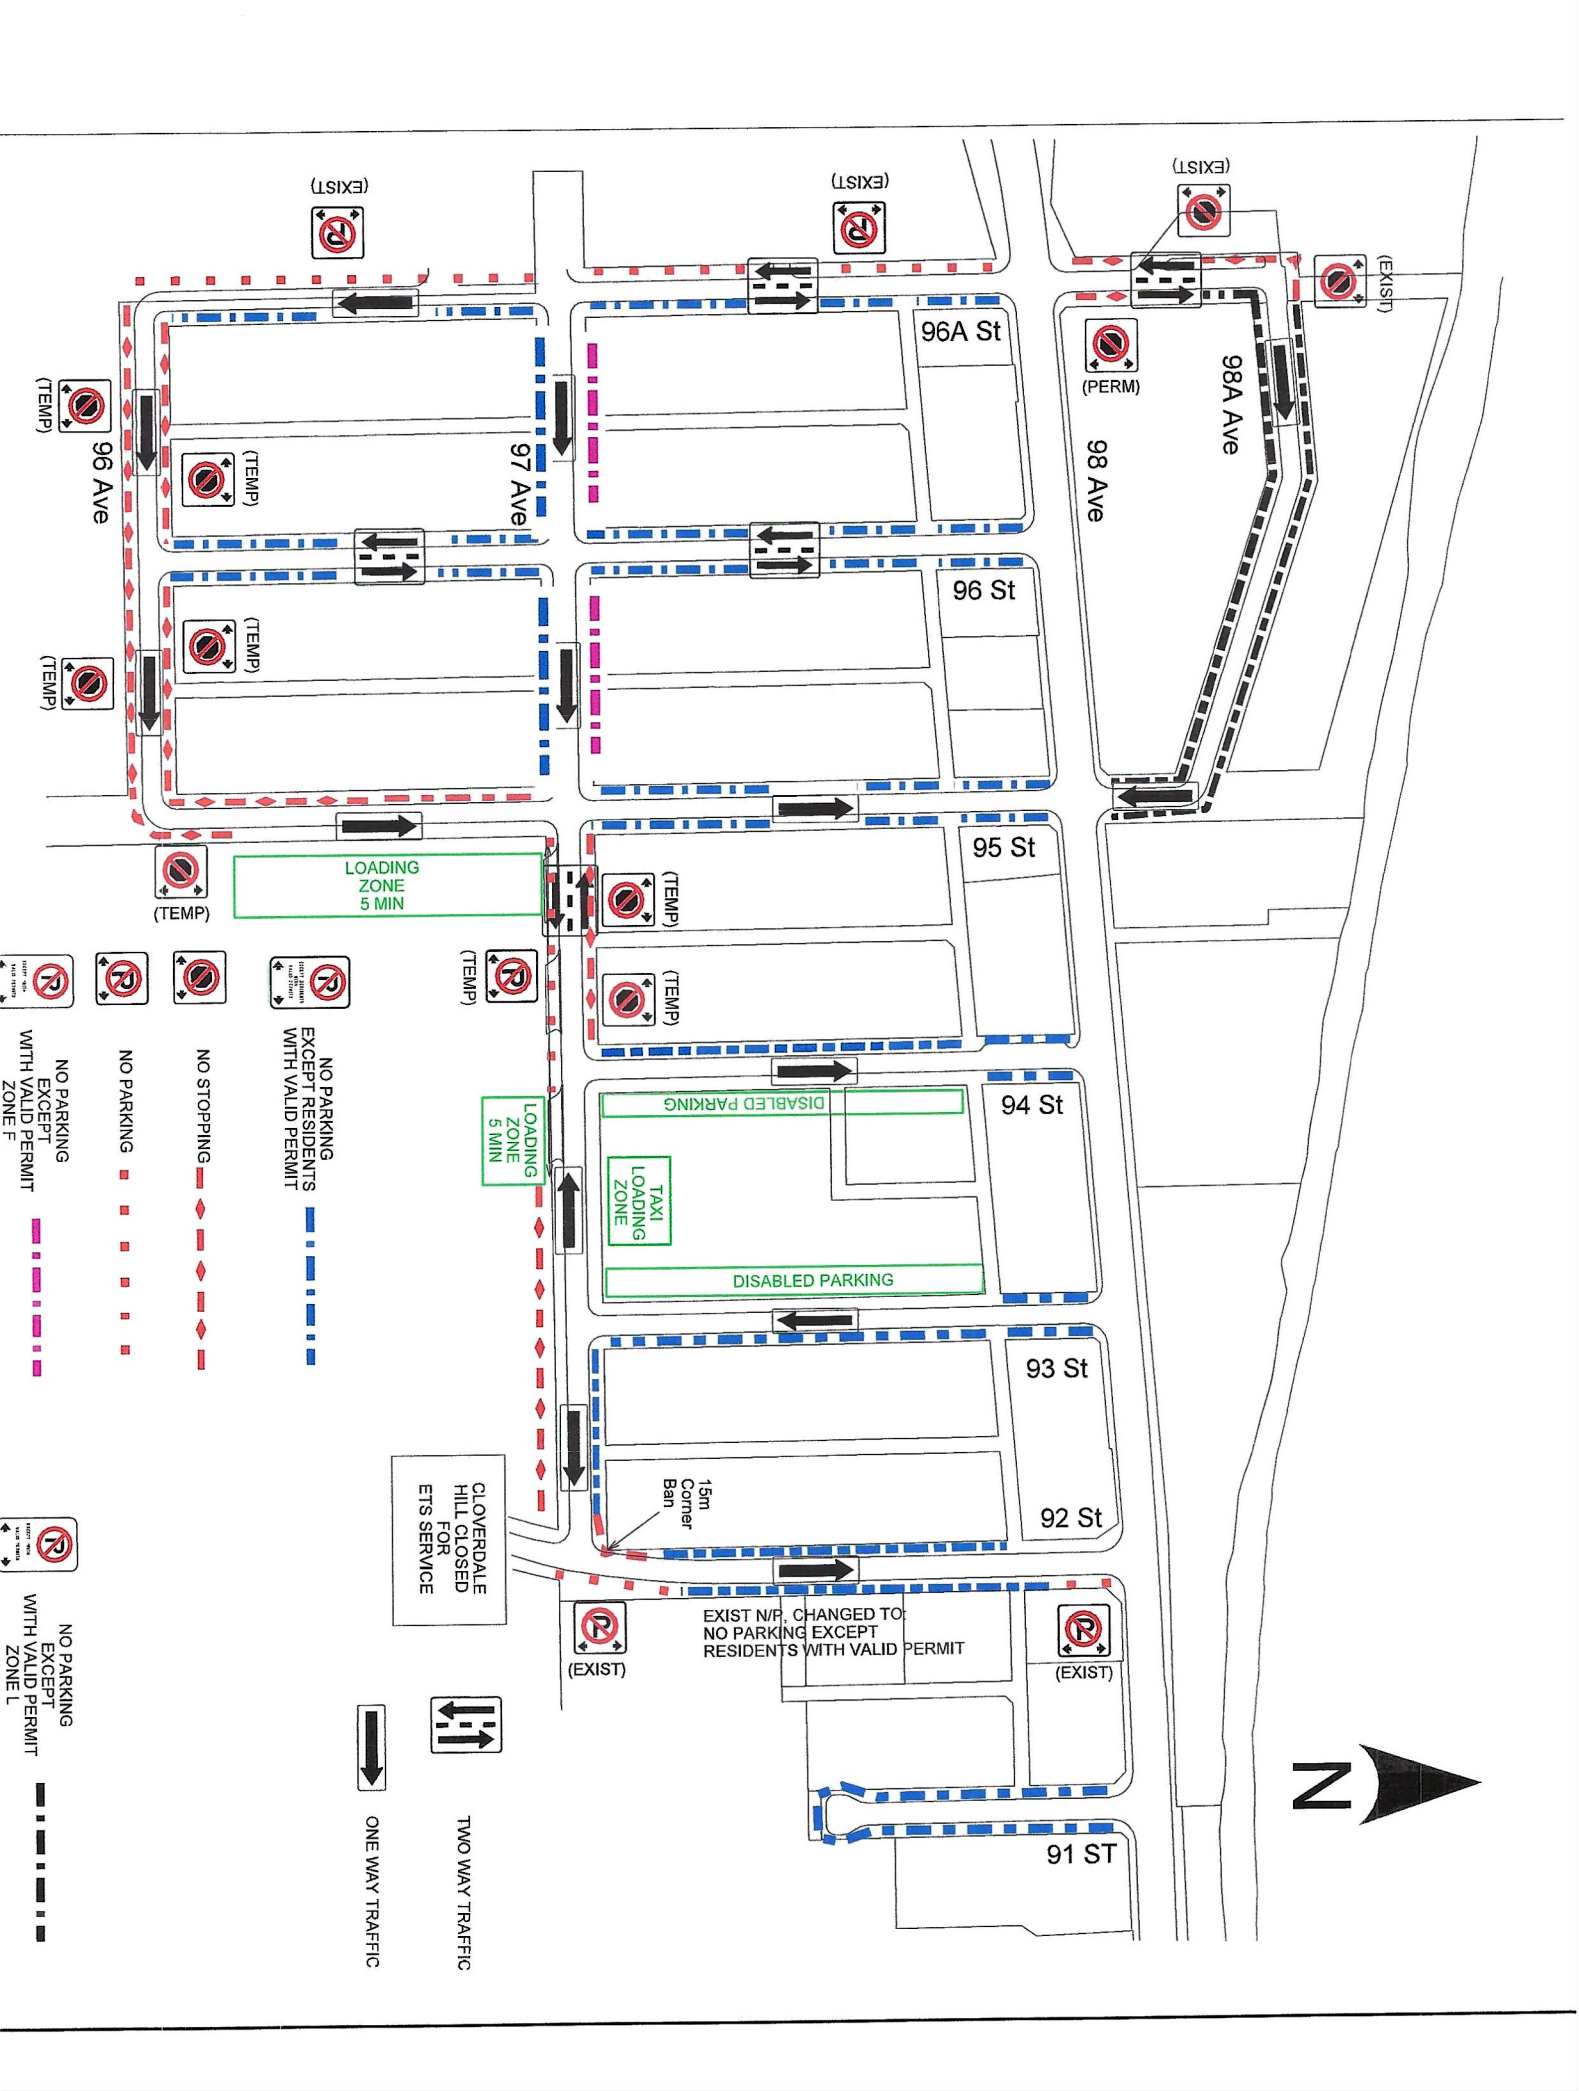 (EXIST)
(EXIST)
(EXIST)
(EXIST)
(PERM)
96A St
98A Ave
98 Ave
97 Ave
96 Ave
(TEMP)
(TEMP)
(TEMP)
(TEMP)
96 St
95 St
LOADING
ZONE
5 MIN
(TEMP)
(TEMP)
(TEMP)
(TEMP)
94 St
DISABLED PARKING
LOADING
ZONE
5 MIN
TAXI
LOADING
ZONE
DISABLED PARKING
93 St
92 St
15m
Corner
Ban
CLOVERDALE
HILL CLOSED
FOR
ETS SERVICE
EXIST N/P, CHANGED TO:
NO PARKING EXCEPT
RESIDENTS WITH VALID PERMIT
(EXIST)
(EXIST)
91 ST
N
NO PARKING
EXCEPT RESIDENTS
WITH VALID PERMIT
NO STOPPING
NO PARKING
NO PARKING
EXCEPT
WITH VALID PERMIT
ZONE F
NO PARKING
EXCEPT
WITH VALID PERMIT
ZONE L
TWO WAY TRAFFIC
ONE WAY TRAFFIC